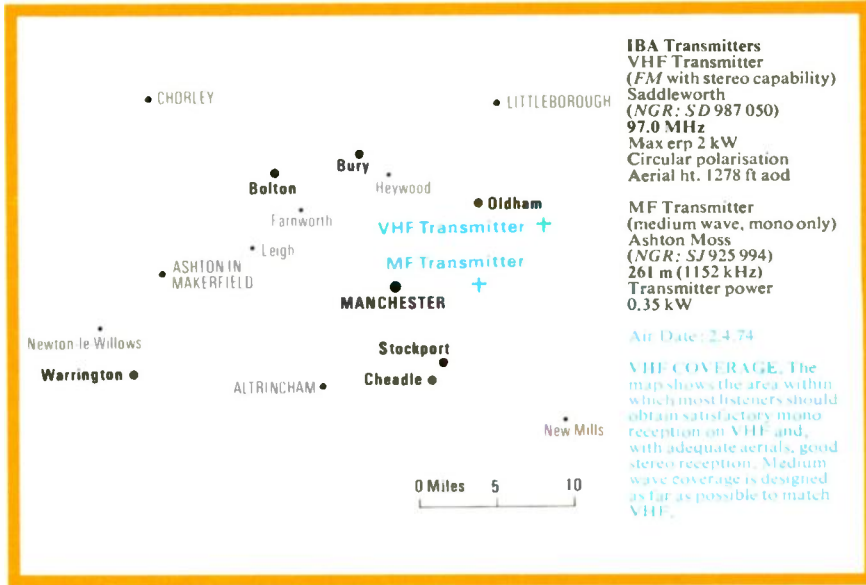 CHORLEY
LITTLEBOROUGH
Bury
Bolton
Heywood
Farnworth
Oldham
VHF Transmitter
Leigh
MF Transmitter
ASHTON IN
MAKERFIELD
MANCHESTER
Newton-le-Willows
Stockport
Warrington
Cheadle
ALTRINCHAM
New Mills
0 Miles 5 10
IBA Transmitters
VHF Transmitter
(FM with stereo capability)
Saddleworth
(NGR: SD 987 050)
97.0 MHz
Max erp 2 kW
Circular polarisation
Aerial ht. 1278 ft aod
MF Transmitter
(medium wave, mono only)
Ashton Moss
(NGR: SJ 925 994)
261 m (1152 kHz)
Transmitter power
0.35 kW
Air Date: 2.4.74
VHF COVERAGE. The
map shows the area within
which most listeners should
obtain satisfactory mono
reception on VHF and,
with adequate aerials, good
stereo reception. Medium
wave coverage is designed
as far as possible to match
VHF.